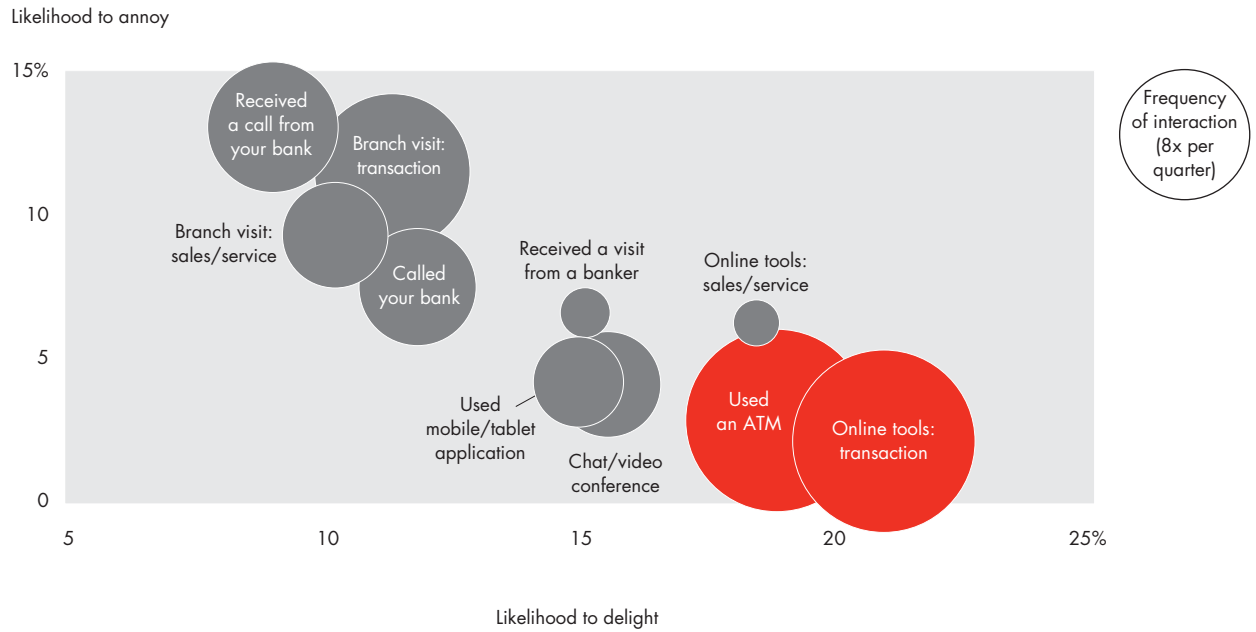 Likelihood to annoy
15%
10
5
0
Received
a call from
your bank
Branch visit:
transaction
Branch visit:
sales/service
Called
your bank
Received a visit
from a banker
Used
mobile/tablet
application
Chat/video
conference
Online tools:
sales/service
Used
an ATM
Online tools:
transaction
Frequency
of interaction
(8x per
quarter)
5
10
15
20
25%
Likelihood to delight